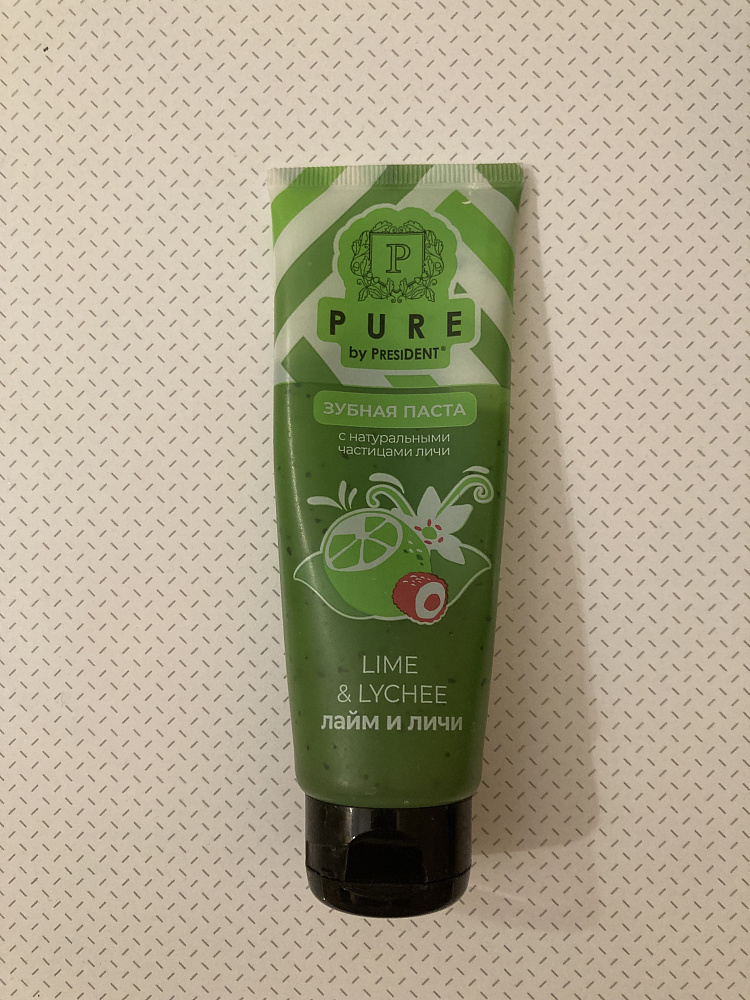 P
PURE
by PRESIDENT®
ЗУБНАЯ ПАСТА
с натуральными
частицами личи
LIME
& LYCHEE
лайм и личи